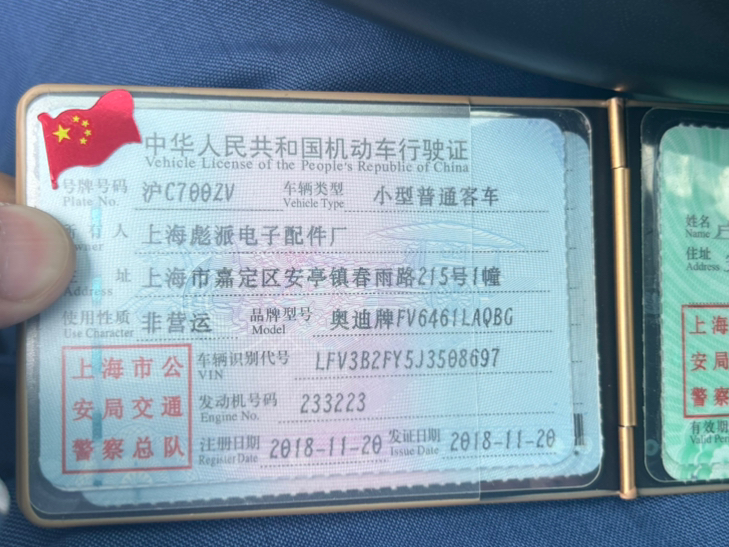 中华人民共和国机动车行驶证
Vehicle License of the People's Republic of China
号牌号码 沪C7002V 车辆类型 小型普通客车
Plate No. Vehicle Type
所有人 上海彪派电子配件厂
Owner
址 上海市嘉定区安亭镇春雨路215号1幢
Address
使用性质 非营运 品牌型号 奥迪牌FV6461LAQBG
Use Character Model
上海市公
安局交通
警察总队
车辆识别代号 LFV3B2FY5J3508697
VIN
发动机号码 233223
Engine No.
注册日期 2018-11-20 发证日期 2018-11-20
Register Date Issue Date
姓名
Name
住址
Address
上海
安局
警察
有效期
Valid Per